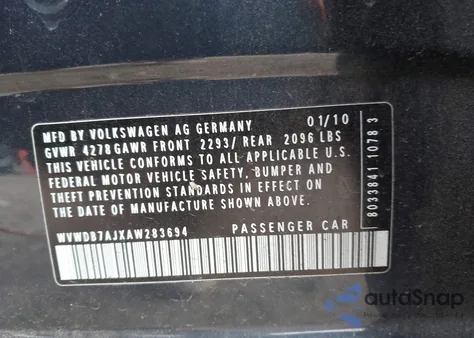 MFD BY VOLKSWAGEN AG GERMANY 01/10
GVWR 4278 GAWR FRONT 2293/ REAR 2096 LBS
THIS VEHICLE CONFORMS TO ALL APPLICABLE U.S.
FEDERAL MOTOR VEHICLE SAFETY, BUMPER AND
THEFT PREVENTION STANDARDS IN EFFECT ON
THE DATE OF MANUFACTURE SHOWN ABOVE.
WVWDB7AJXAW283694 PASSENGER CAR
8033841 1078 3
autoSnap